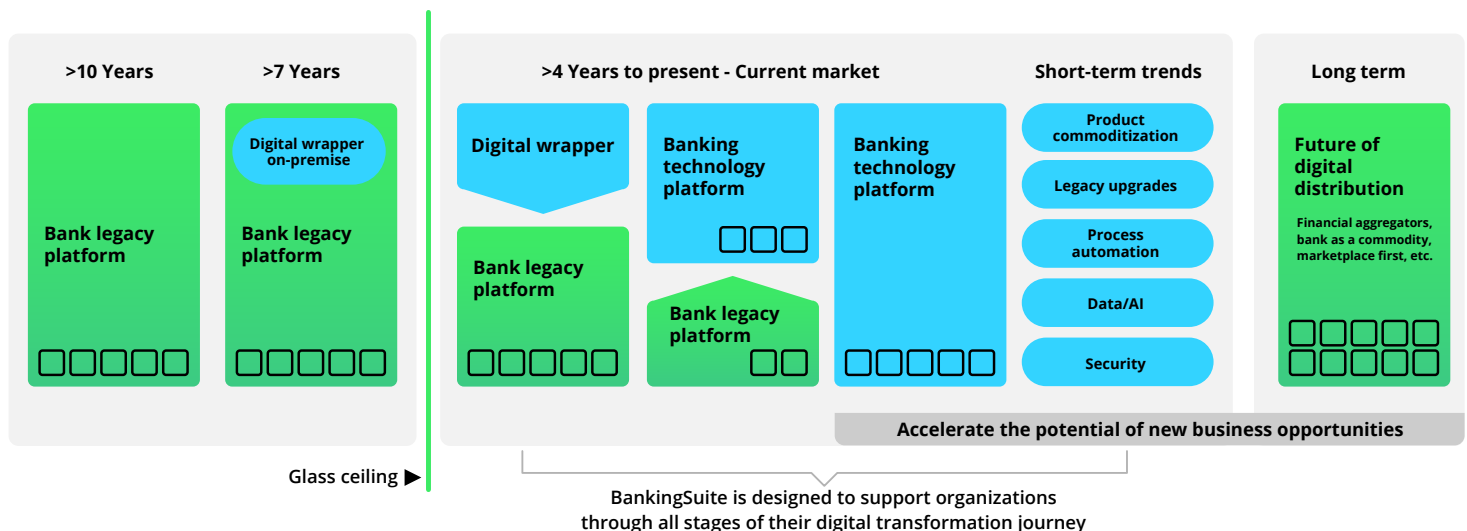 >10 Years
>7 Years
Bank legacy
platform
Digital wrapper
on-premise
Bank legacy
platform
Glass ceiling ▶
>4 Years to present - Current market
Digital wrapper
Bank legacy
platform
Banking
technology
platform
Bank legacy
platform
Banking
technology
platform
Short-term trends
Product
commoditization
Legacy upgrades
Process
automation
Data/AI
Security
Long term
Future of
digital
distribution
Financial aggregators,
bank as a commodity,
marketplace first, etc.
Accelerate the potential of new business opportunities
BankingSuite is designed to support organizations
through all stages of their digital transformation journey